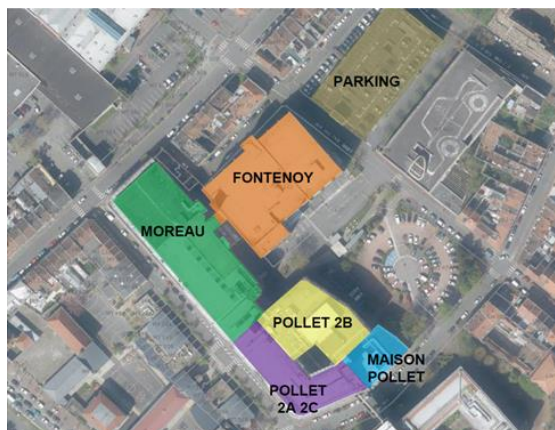 PARKING
FONTENOY
MOREAU
POLLET 2B
MAISON
POLLET
POLLET
2A 2C